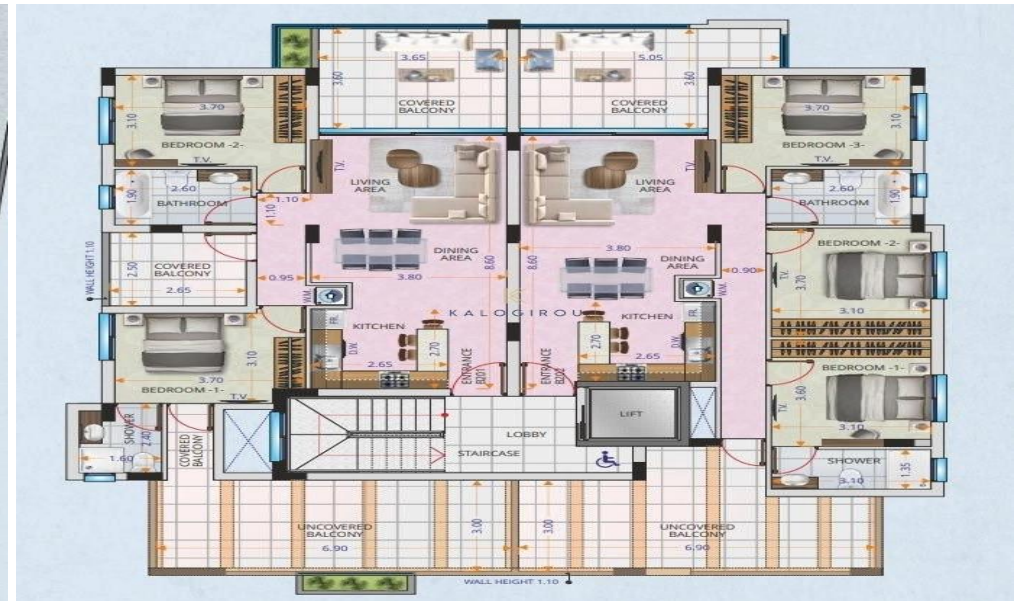 3.65
5.05
3.60
3.60
COVERED
BALCONY
COVERED
BALCONY
3.70
3.10
BEDROOM -2-
T.V.
3.70
3.10
BEDROOM -3-
T.V.
T.V.
LIVING
AREA
LIVING
AREA
T.V.
2.60
1.90
BATHROOM
1.10
1.10
2.60
1.90
BATHROOM
WALL HEIGHT 1.10
2.50
COVERED
BALCONY
2.65
0.95
DINING
AREA
3.80
8.60
8.60
3.80
DINING
AREA
0.90
BEDROOM -2-
T.V.
3.70
3.10
W.M.
W.M.
KALOGIROU
FR.
KITCHEN
D.W.
2.70
2.65
KITCHEN
FR.
D.W.
2.70
2.65
3.10
3.70
BEDROOM -1-
T.V.
ENTRANCE
B201
ENTRANCE
B202
BEDROOM -1-
3.60
T.V.
3.10
SHOWER
2.40
1.60
COVERED
BALCONY
LIFT
LOBBY
STAIRCASE
SHOWER
3.10
1.35
UNCOVERED
BALCONY
6.90
3.00
3.00
UNCOVERED
BALCONY
6.90
WALL HEIGHT 1.10